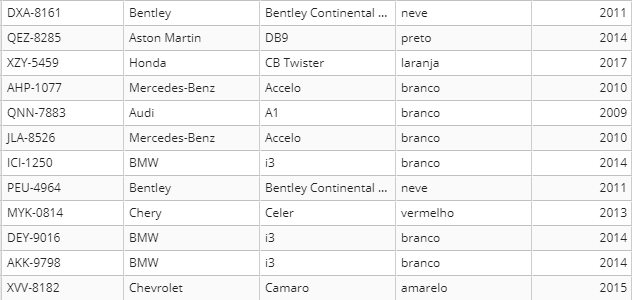 DXA-8161 Bentley Bentley Continental ... neve 2011
QEZ-8285 Aston Martin DB9 preto 2014
XZY-5459 Honda CB Twister laranja 2017
AHP-1077 Mercedes-Benz Accelo branco 2010
QNN-7883 Audi A1 branco 2009
JLA-8526 Mercedes-Benz Accelo branco 2010
ICI-1250 BMW i3 branco 2014
PEU-4964 Bentley Bentley Continental ... neve 2011
MYK-0814 Chery Celer vermelho 2013
DEY-9016 BMW i3 branco 2014
AKK-9798 BMW i3 branco 2014
XVV-8182 Chevrolet Camaro amarelo 2015